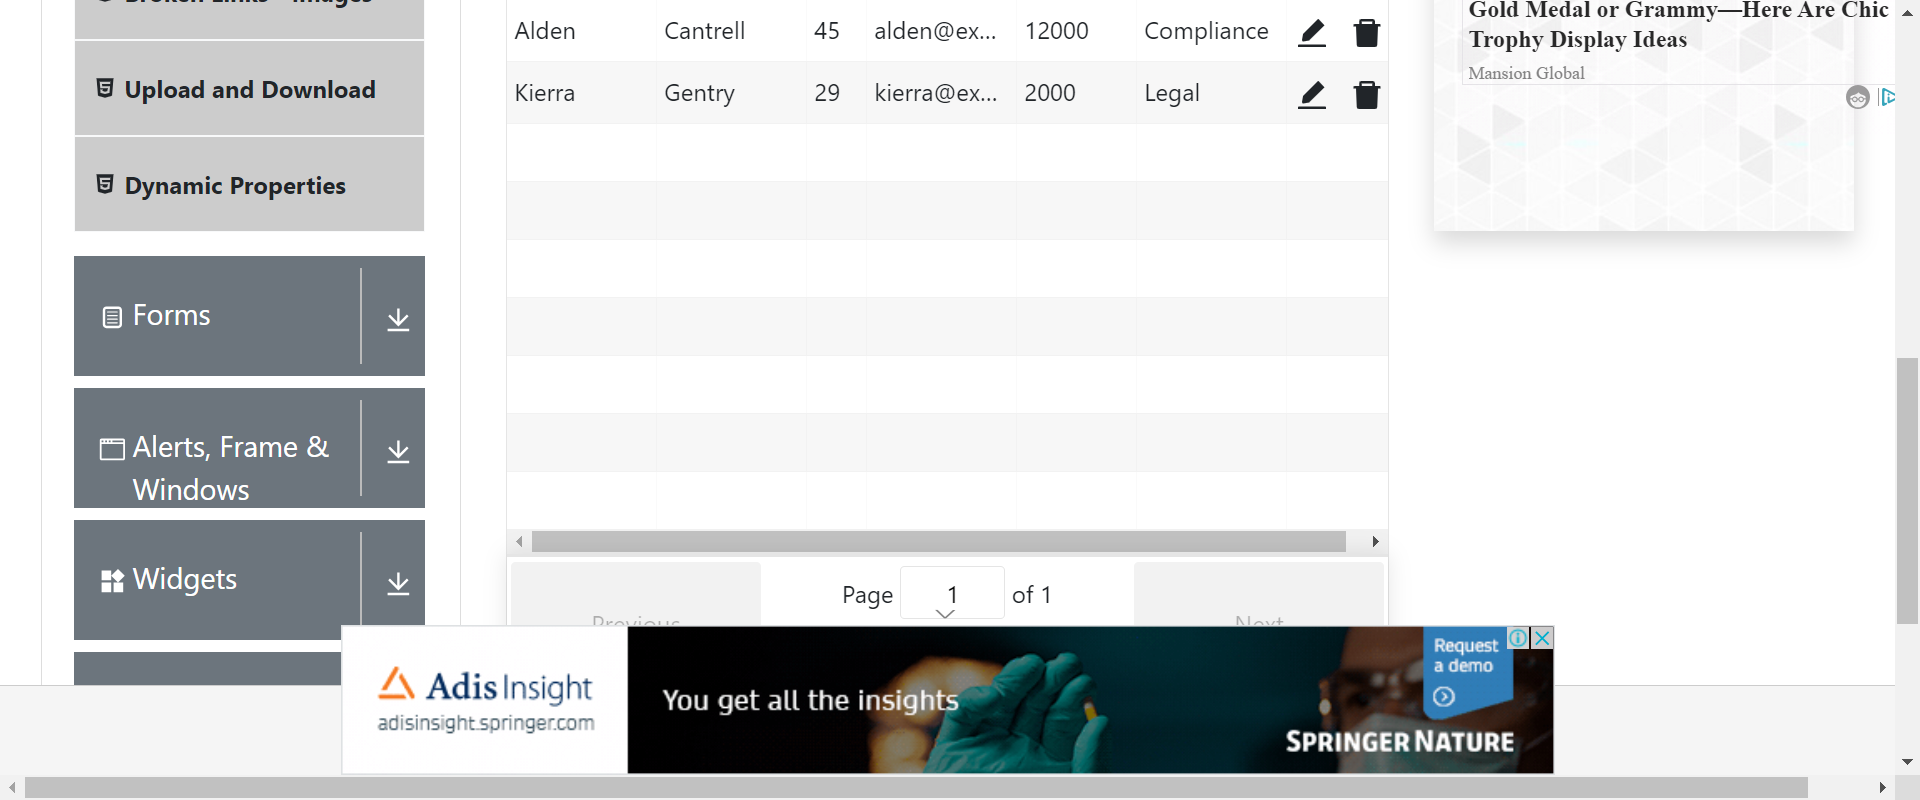 Upload and Download
Dynamic Properties
Forms
Alerts, Frame &
Windows
Widgets
Alden Cantrell 45 alden@ex... 12000 Compliance
Kierra Gentry 29 kierra@ex... 2000 Legal
Previous
Page 1 of 1
Next
Gold Medal or Grammy—Here Are Chic
Trophy Display Ideas
Mansion Global
Adis Insight
adisinsight.springer.com
You get all the insights
Request
a demo
SPRINGER NATURE